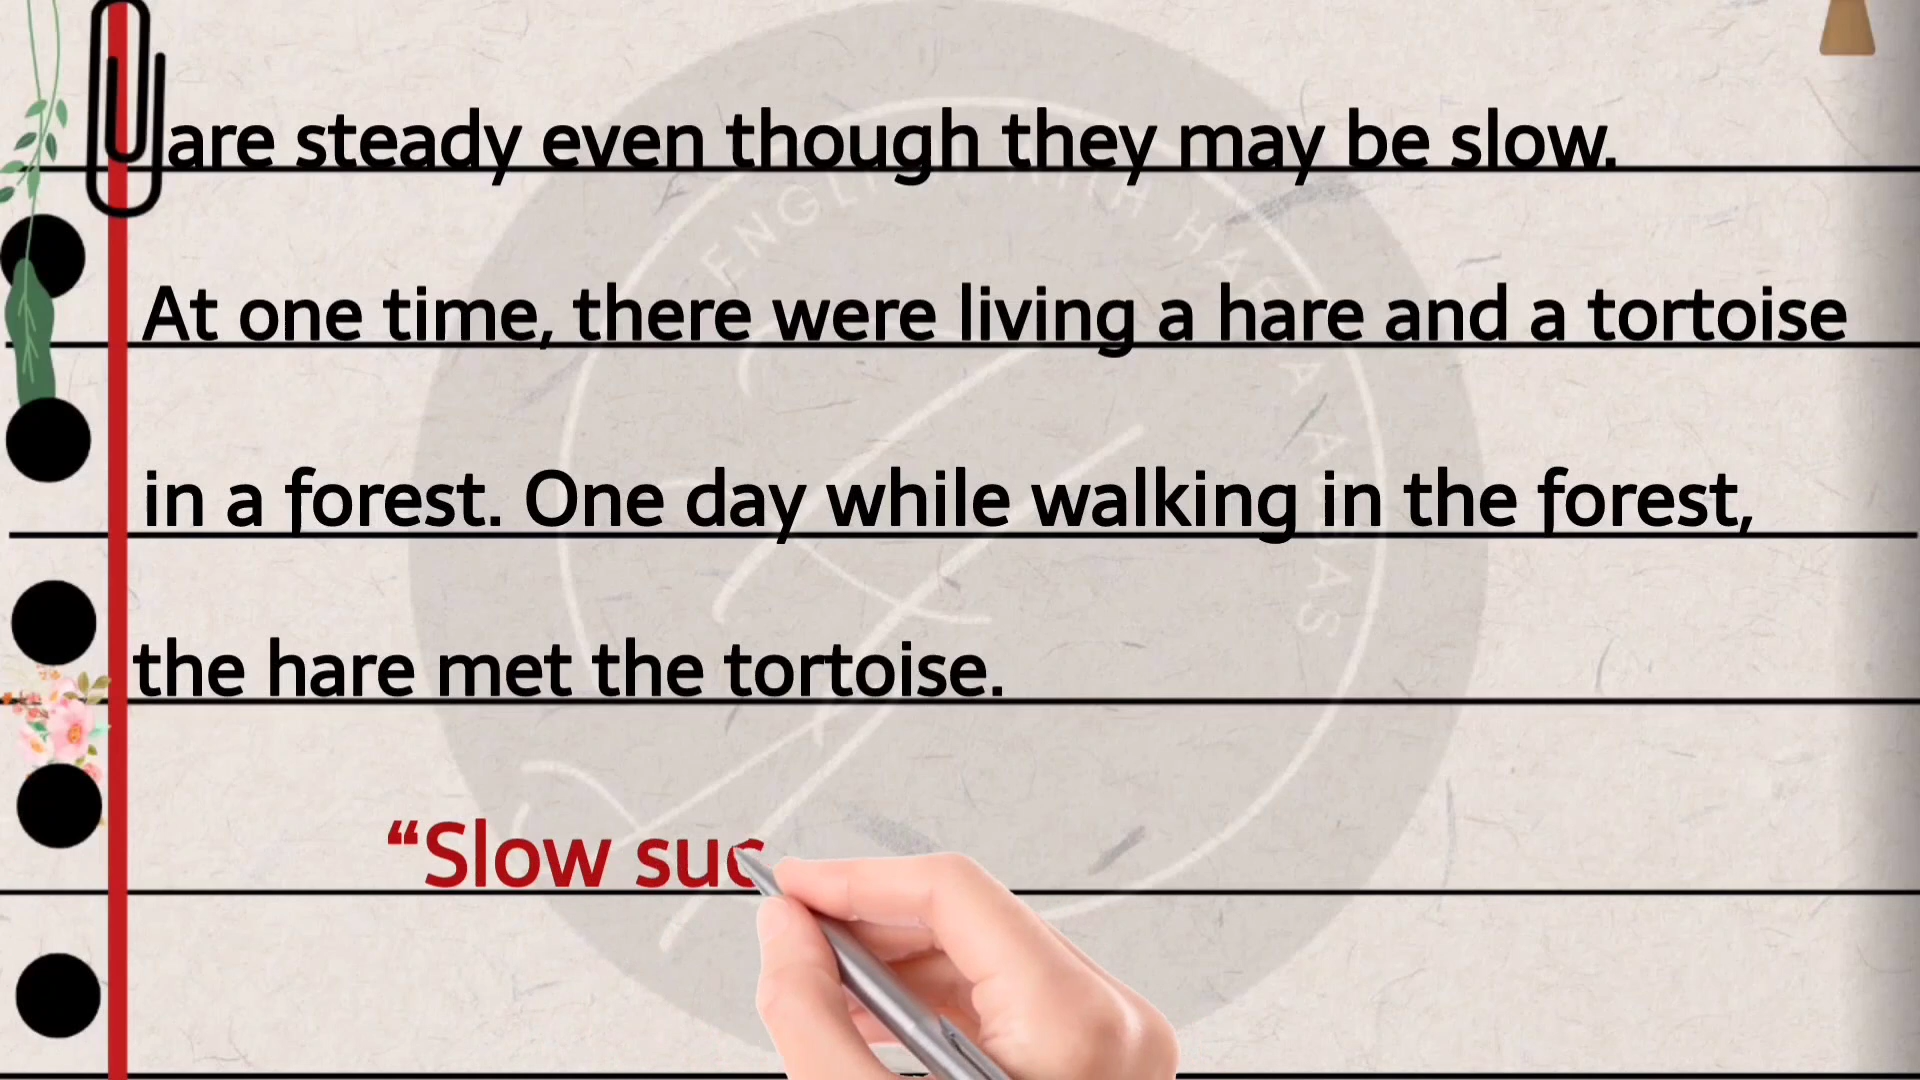 are steady even though they may be slow.
At one time, there were living a hare and a tortoise
in a forest. One day while walking in the forest,
the hare met the tortoise.
“Slow suc